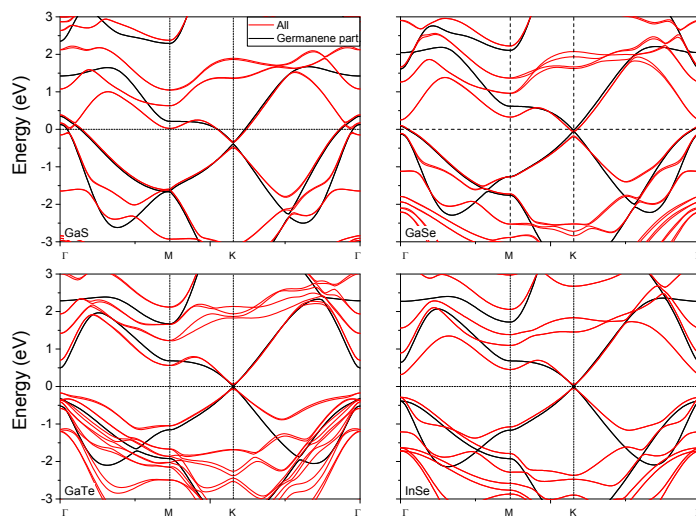 All
Germanene part
Energy (eV)
3
2
1
0
-1
-2
-3
GaS
Γ M K Γ
GaSe
Γ M K
Energy (eV)
3
2
1
0
-1
-2
-3
GaTe
Γ M K Γ
InSe
Γ M K